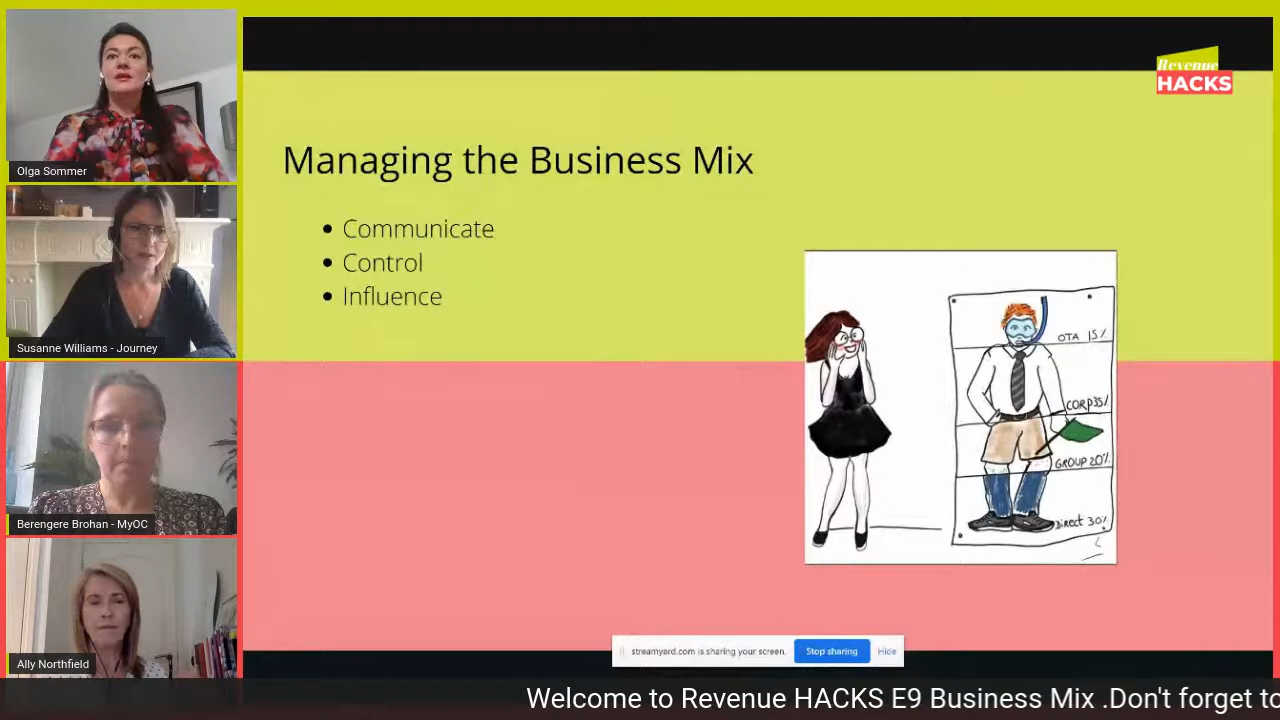 Olga Sommer
Susanne Williams - Journey
Berengere Brohan - MyOC
Ally Northfield
Revenue
HACKS
Managing the Business Mix
• Communicate
• Control
• Influence
OTA 15%
CORP35%
GROUP 20%
DiRECT 30%
streamyard.com is sharing your screen.
Stop sharing
Hide
Welcome to Revenue HACKS E9 Business Mix .Don't forget to